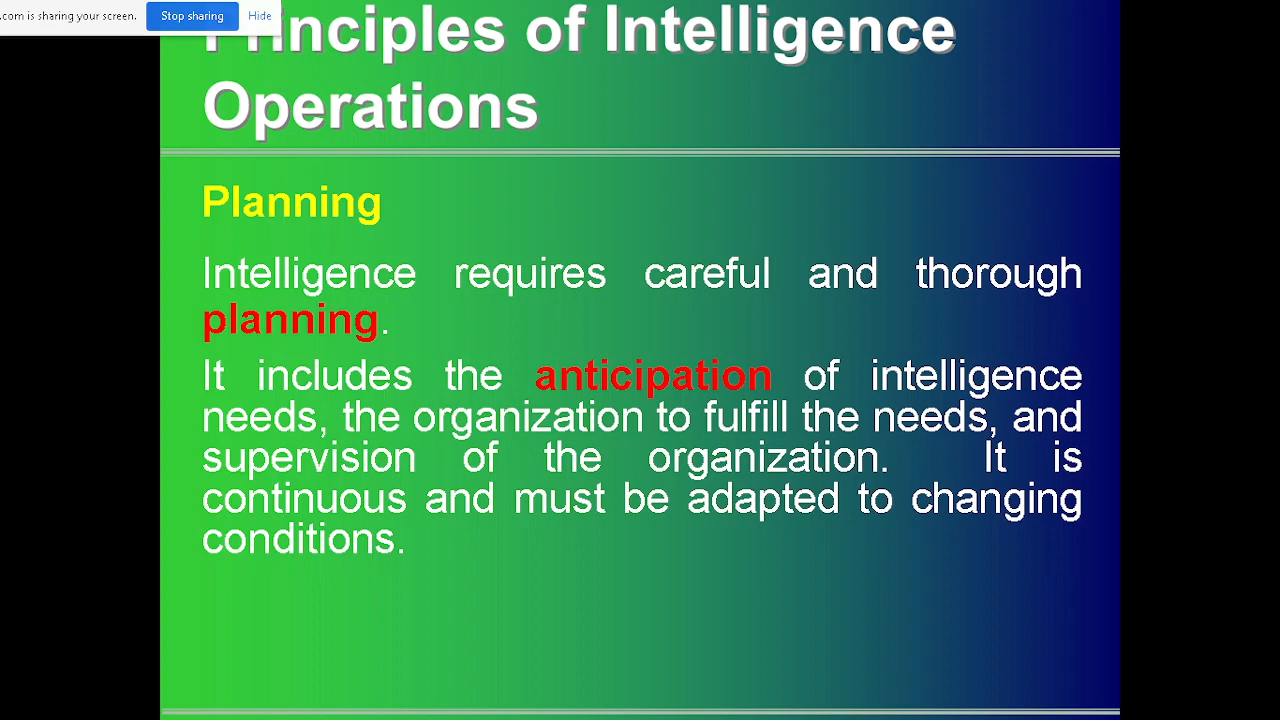 .com is sharing your screen. Stop sharing Hide
Principles of Intelligence
Operations
Planning
Intelligence requires careful and thorough
planning.
It includes the anticipation of intelligence
needs, the organization to fulfill the needs, and
supervision of the organization. It is
continuous and must be adapted to changing
conditions.